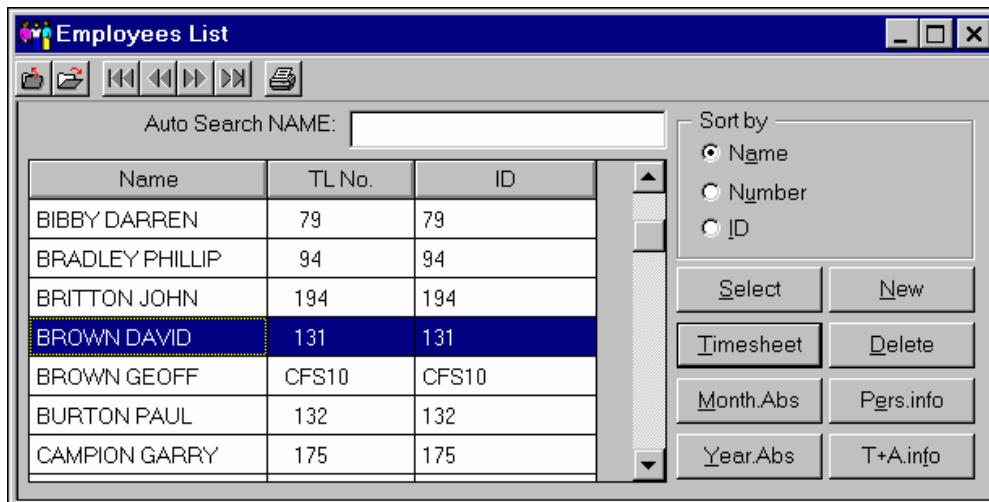 Employees List
Auto Search NAME:
Name TL No. ID
BIBBY DARREN 79 79
BRADLEY PHILLIP 94 94
BRITTON JOHN 194 194
BROWN DAVID 131 131
BROWN GEOFF CFS10 CFS10
BURTON PAUL 132 132
CAMPION GARRY 175 175
Sort by
Name
Number
ID
Select New
Timesheet Delete
Month.Abs Pers.info
Year.Abs T+A.info